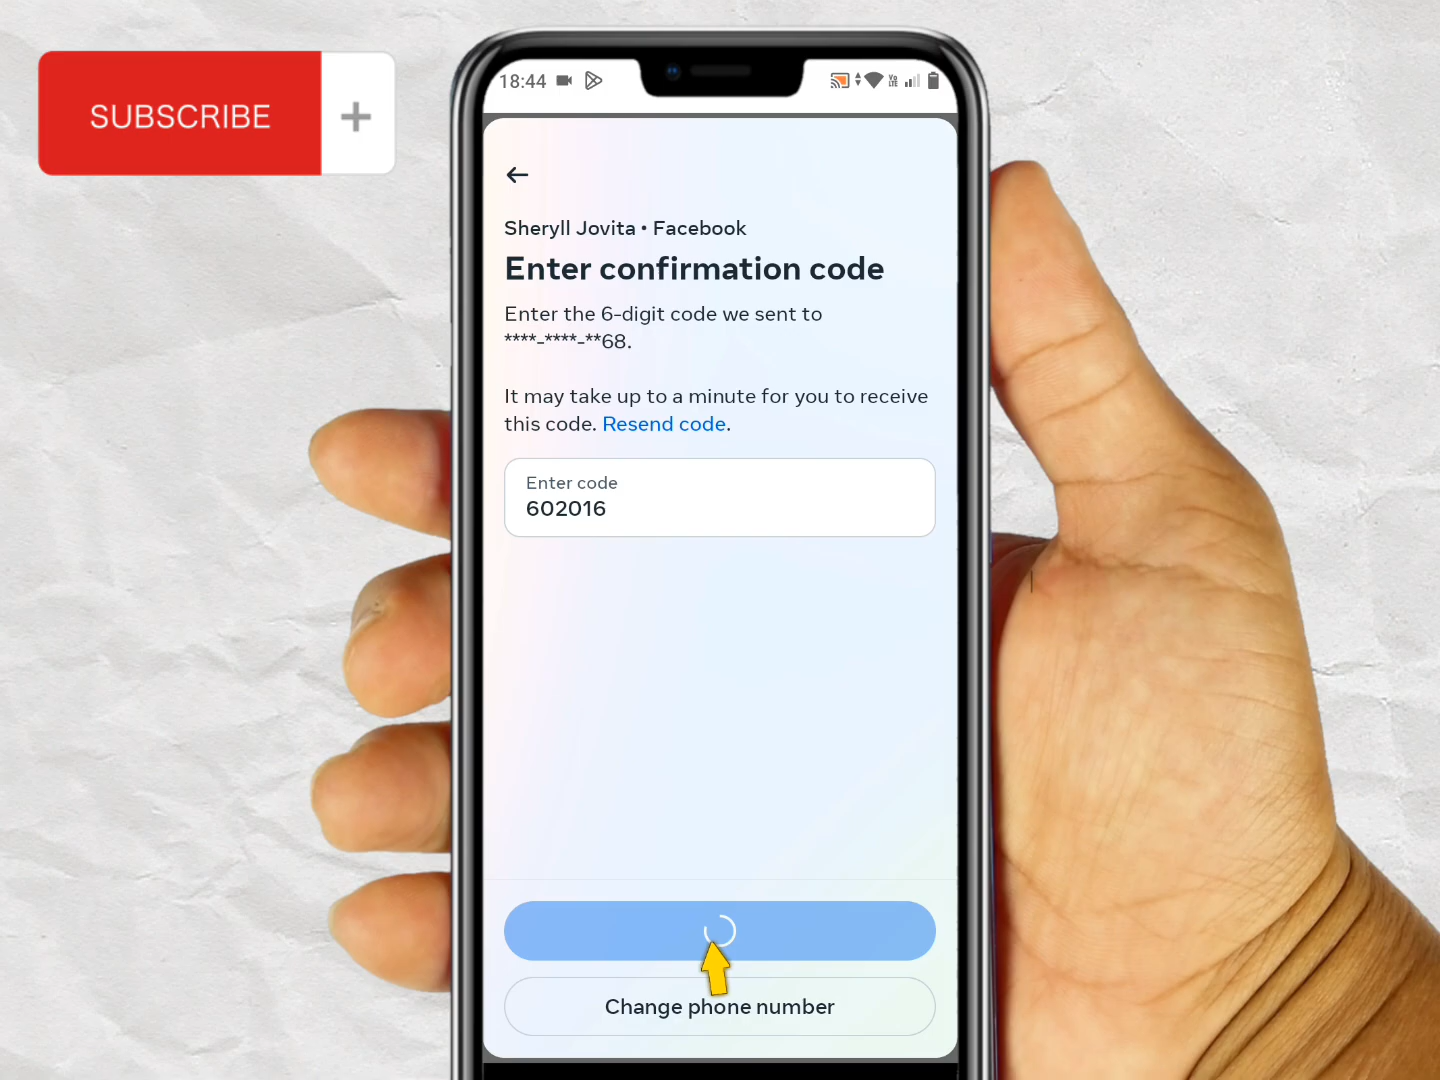 SUBSCRIBE +
18:44
Sheryll Jovita • Facebook
Enter confirmation code
Enter the 6-digit code we sent to
****-****-**68.
It may take up to a minute for you to receive
this code. Resend code.
Enter code
602016
Change phone number